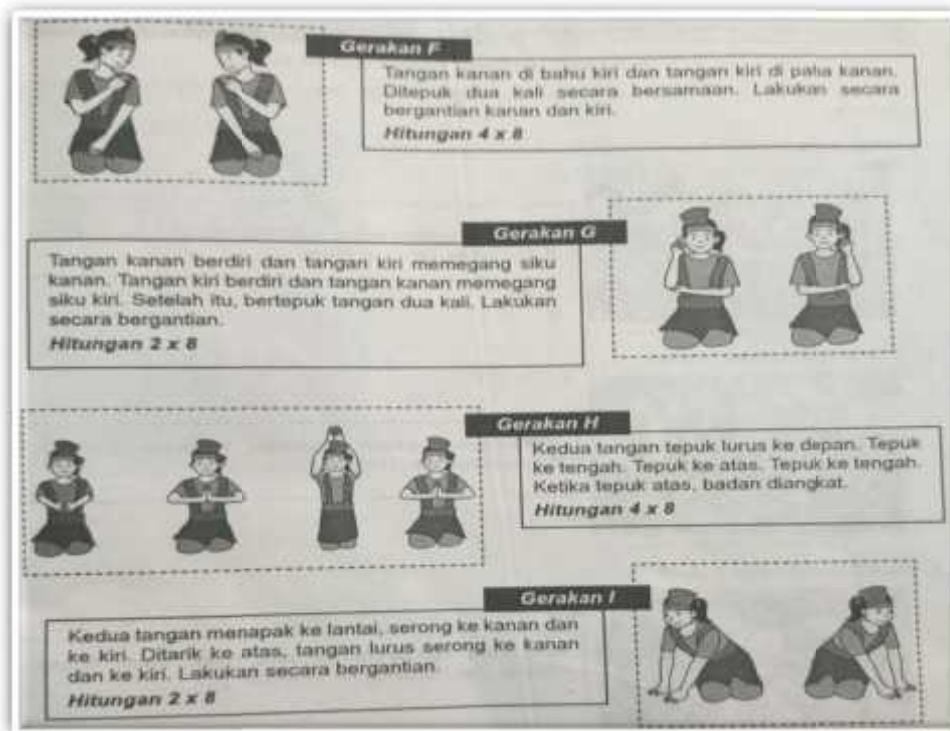 Gerakan F
Tangan kanan di bahu kiri dan tangan kiri di paha kanan.
Ditepuk dua kali secara bersamaan. Lakukan secara
bergantian kanan dan kiri.
Hitungan 4 x 8
Gerakan G
Tangan kanan berdiri dan tangan kiri memegang siku
kanan. Tangan kiri berdiri dan tangan kanan memegang
siku kiri. Setelah itu, bertepuk tangan dua kali. Lakukan
secara bergantian.
Hitungan 2 x 8
Gerakan H
Kedua tangan tepuk lurus ke depan. Tepuk
ke tengah. Tepuk ke atas. Tepuk ke tengah.
Ketika tepuk atas, badan diangkat.
Hitungan 4 x 8
Gerakan I
Kedua tangan menapak ke lantai, serong ke kanan dan
ke kiri. Ditarik ke atas, tangan lurus serong ke kanan
dan ke kiri. Lakukan secara bergantian.
Hitungan 2 x 8